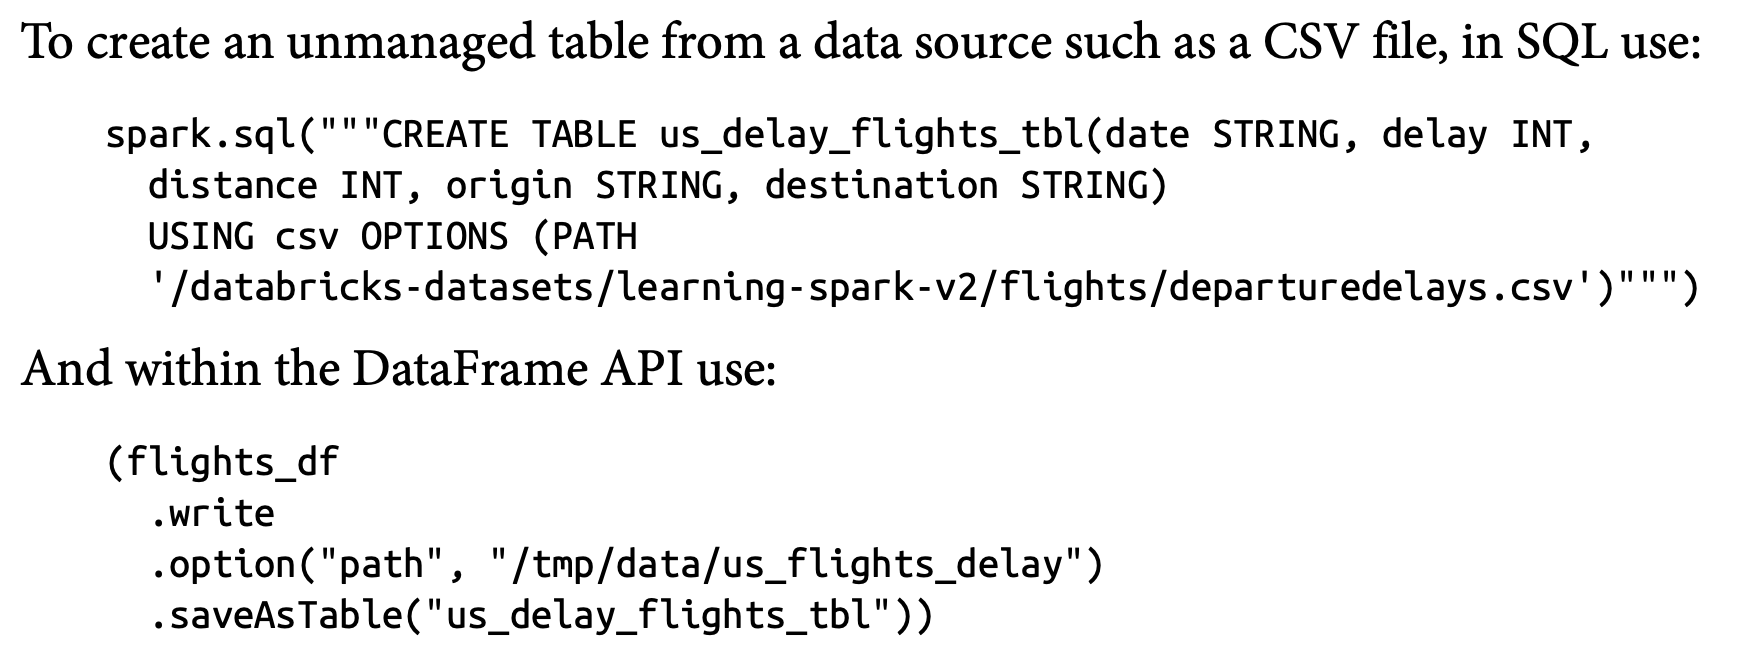 To create an unmanaged table from a data source such as a CSV file, in SQL use:
spark.sql("""CREATE TABLE us_delay_flights_tbl(date STRING, delay INT,
  distance INT, origin STRING, destination STRING)
  USING csv OPTIONS (PATH
  '/databricks-datasets/learning-spark-v2/flights/departuredelays.csv')""")
And within the DataFrame API use:
(flights_df
  .write
  .option("path", "/tmp/data/us_flights_delay")
  .saveAsTable("us_delay_flights_tbl"))